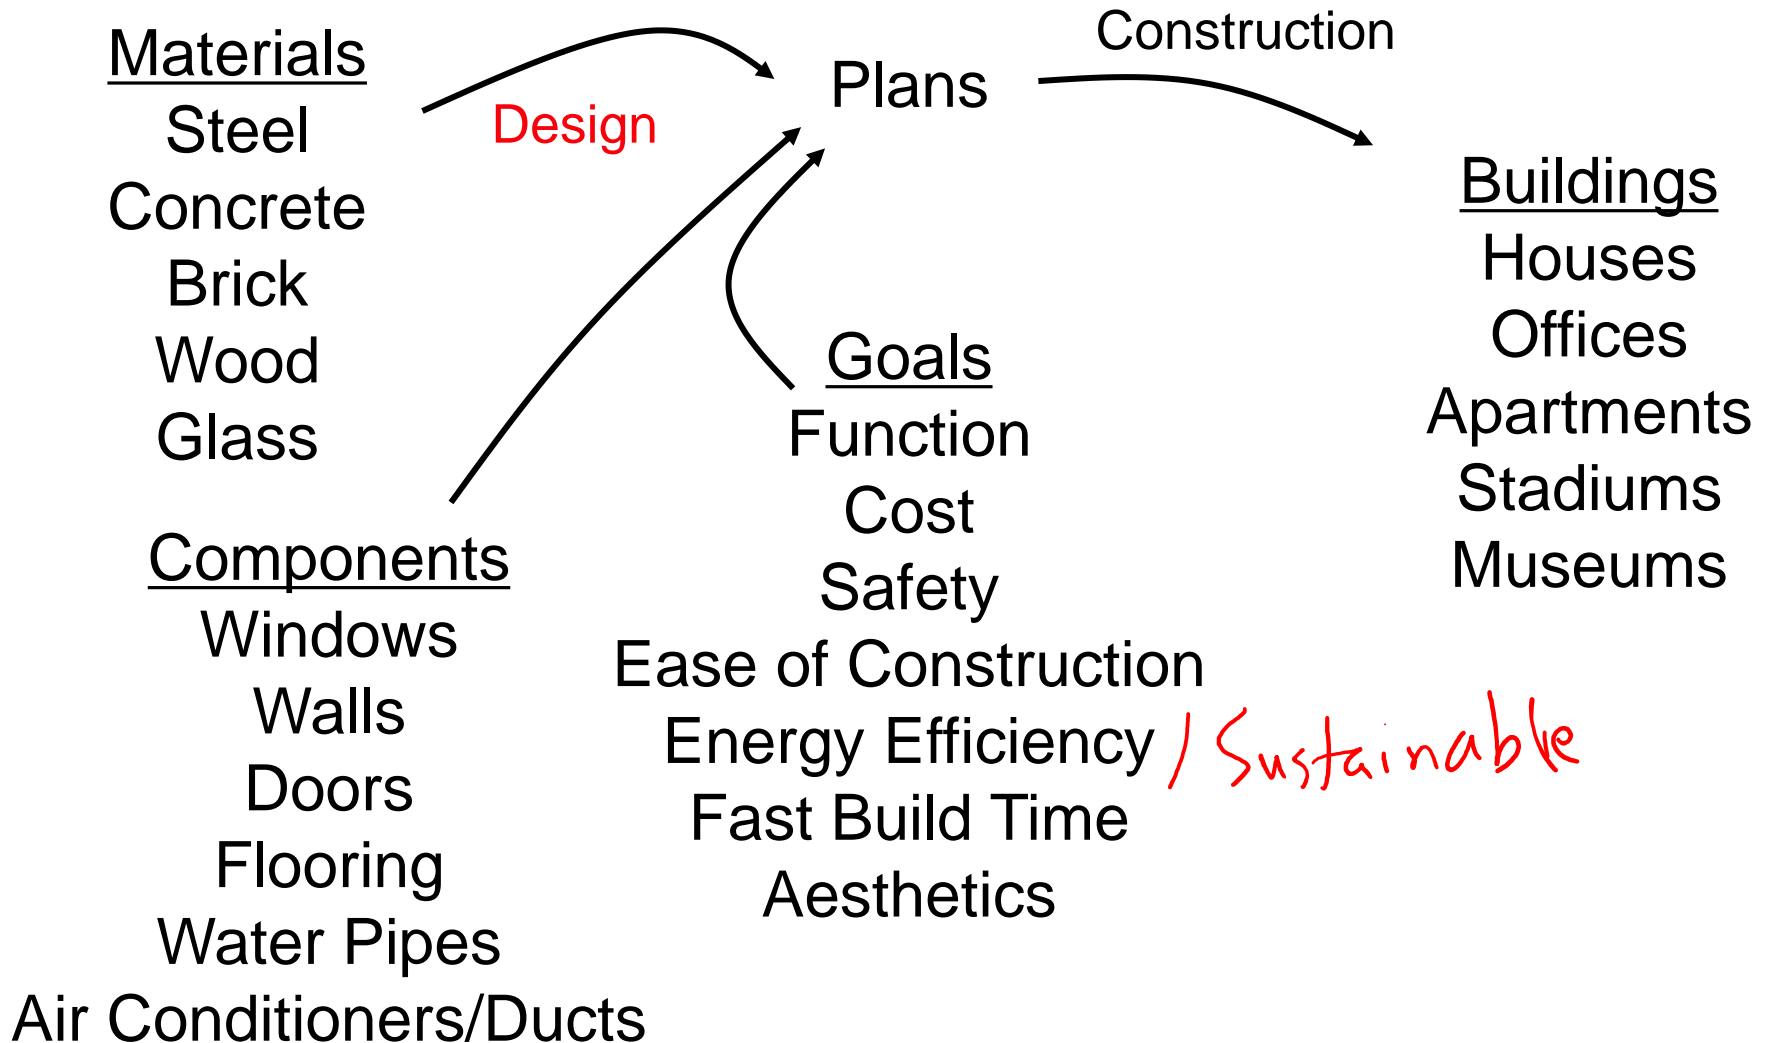 Materials
Steel
Concrete
Brick
Wood
Glass
Components
Windows
Walls
Doors
Flooring
Water Pipes
Air Conditioners/Ducts
Design
Plans
Goals
Function
Cost
Safety
Ease of Construction
Energy Efficiency / Sustainable
Fast Build Time
Aesthetics
Construction
Buildings
Houses
Offices
Apartments
Stadiums
Museums